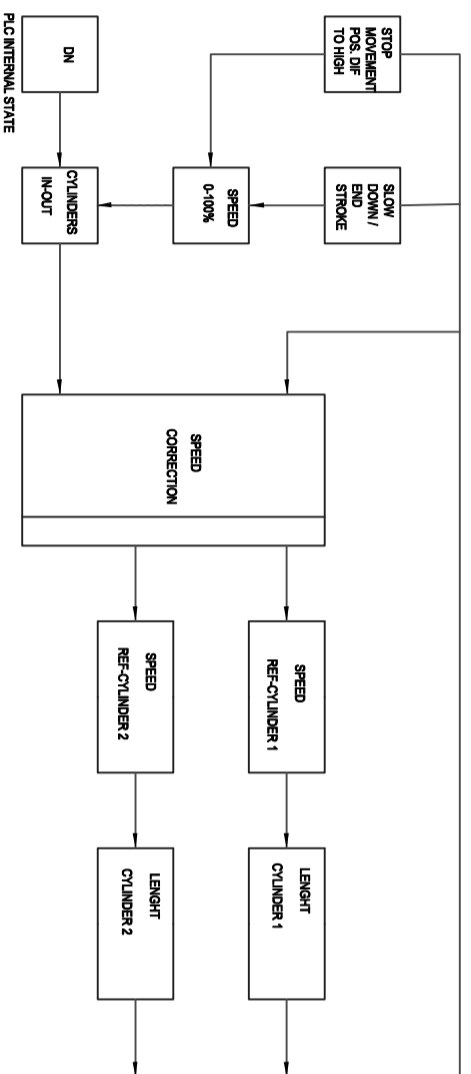 STOP
MOVEMENT
POS. DIF
TO HIGH
SLOW
DOWN /
END
STROKE
SPEED
REF-CYLINDER 1
LENGHT
CYLINDER 1
SPEED
0-100%
SPEED
CORRECTION
SPEED
REF-CYLINDER 2
LENGHT
CYLINDER 2
DN
CYLINDERS
IN-OUT
PLC INTERNAL STATE